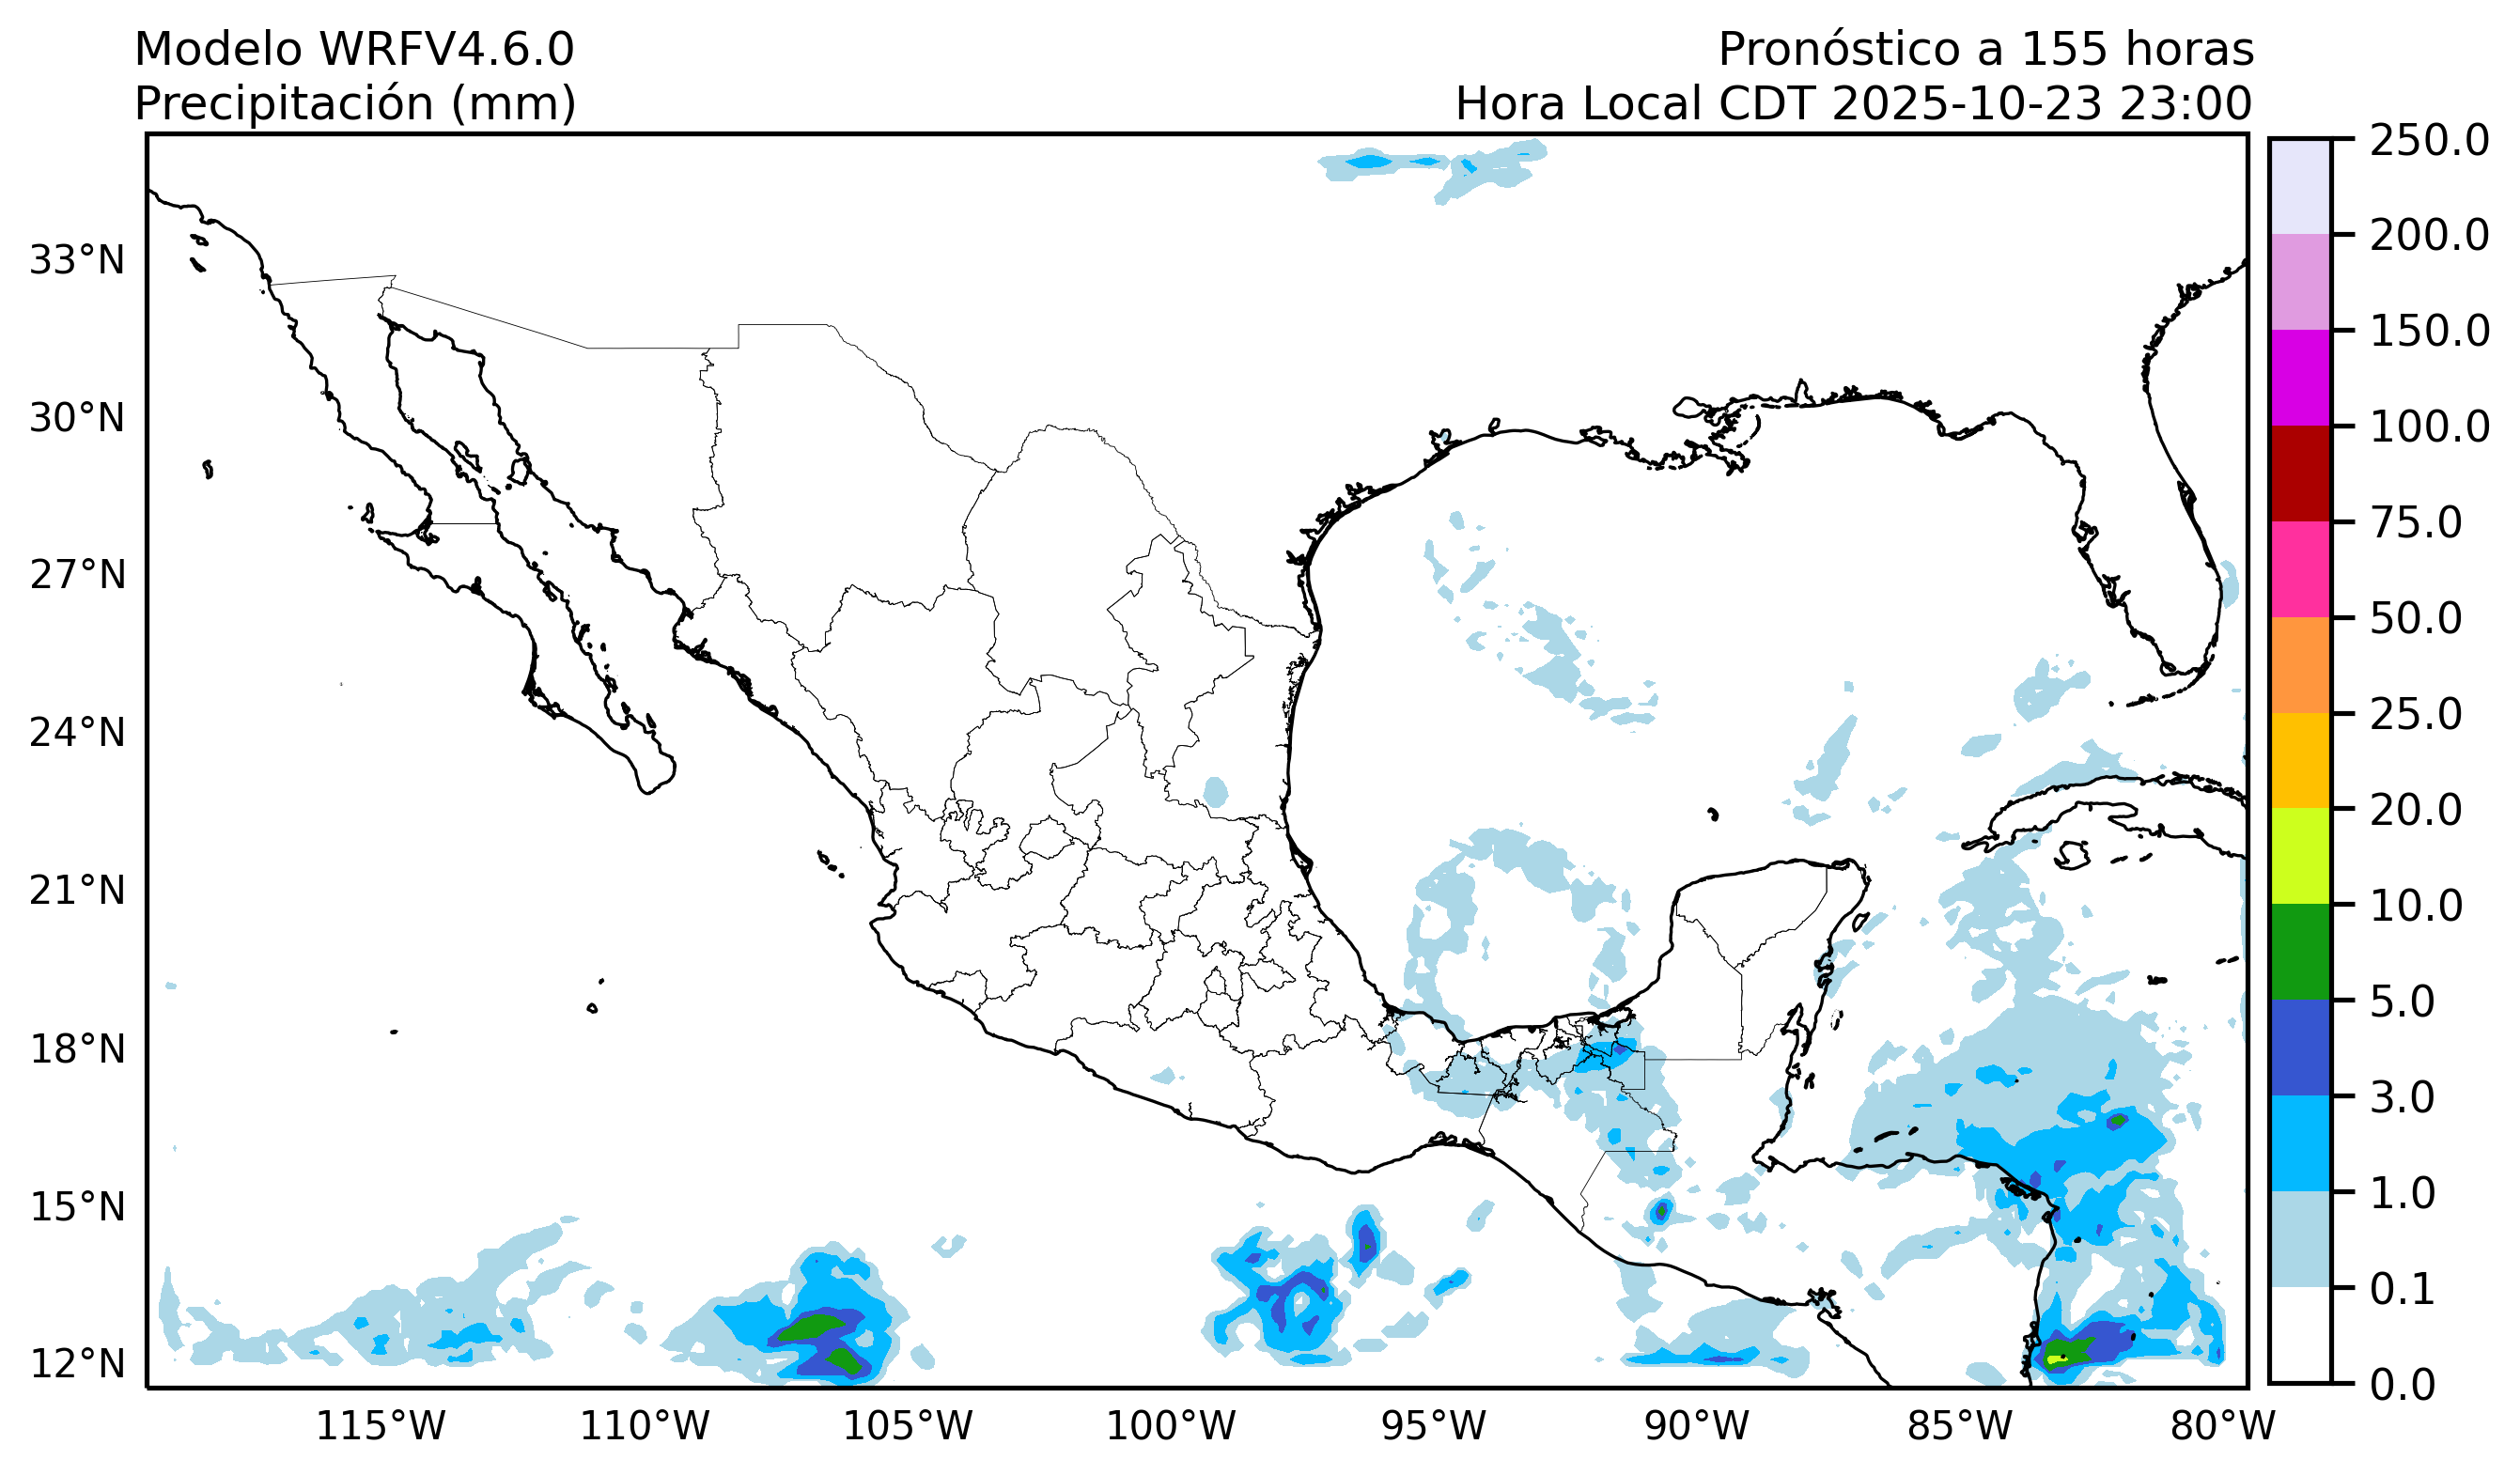 Modelo WRFV4.6.0
Precipitación (mm)
Pronóstico a 155 horas
Hora Local CDT 2025-10-23 23:00
33°N
30°N
27°N
24°N
21°N
18°N
15°N
12°N
115°W
110°W
105°W
100°W
95°W
90°W
85°W
80°W
250.0
200.0
150.0
100.0
75.0
50.0
25.0
20.0
10.0
5.0
3.0
1.0
0.1
0.0